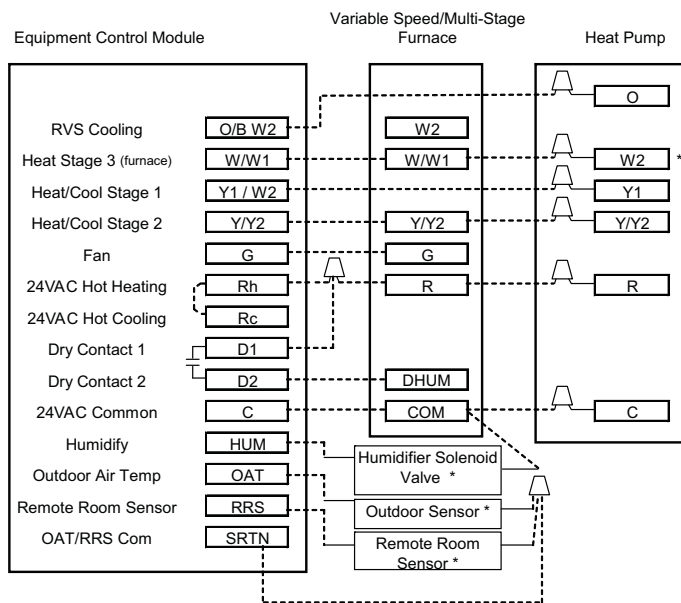 Variable Speed/Multi-Stage
Equipment Control Module Furnace Heat Pump
O
RVS Cooling O/B W2 W2
Heat Stage 3 (furnace) W/W1 W/W1 W2 *
Heat/Cool Stage 1 Y1 / W2 Y1
Heat/Cool Stage 2 Y/Y2 Y/Y2 Y/Y2
Fan G G
24VAC Hot Heating Rh R R
24VAC Hot Cooling Rc
Dry Contact 1 D1
Dry Contact 2 D2 DHUM
24VAC Common C COM C
Humidify HUM
Humidifier Solenoid
Valve *
Outdoor Air Temp OAT
Outdoor Sensor *
Remote Room Sensor RRS
Remote Room
Sensor *
OAT/RRS Com SRTN